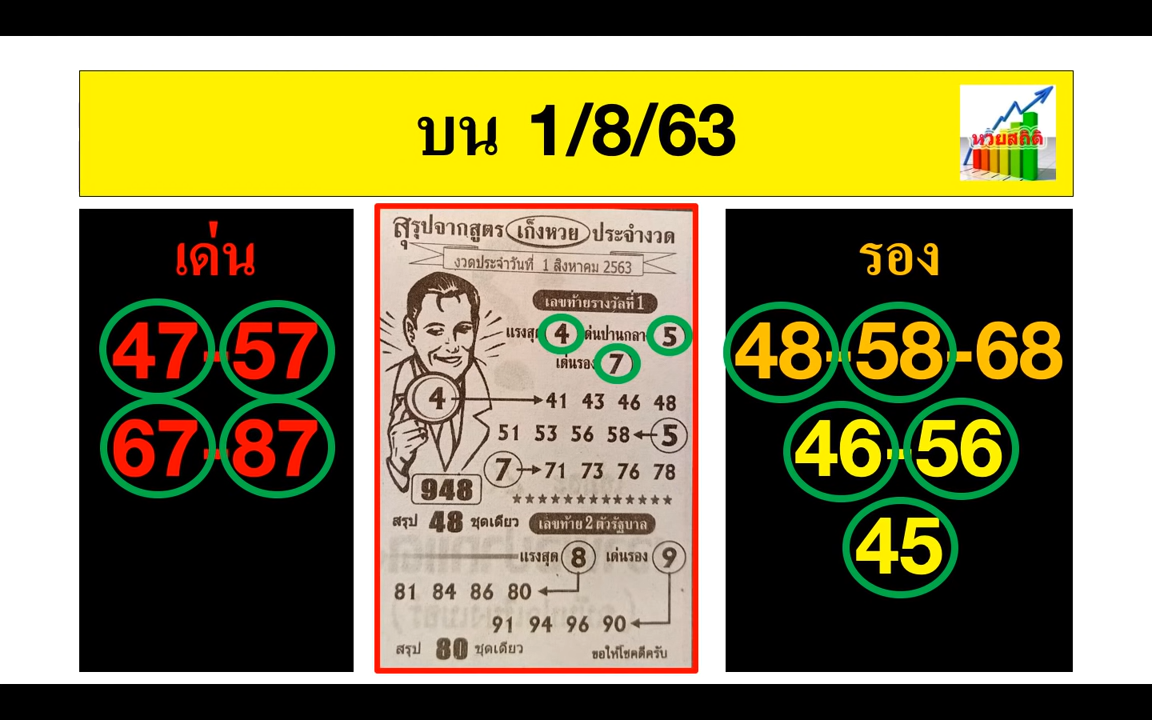 บน 1/8/63
หวยสถิติ
เด่น
47-57
67-87
สรุปจากสูตร เก็งหวย ประจำงวด
งวดประจำวันที่ 1 สิงหาคม 2563
เลขท้ายรางวัลที่ 1
แรงสุด 4 เด่นปานกลาง 5
เด่นรอง 7
4 41 43 46 48
51 53 56 58 5
7 71 73 76 78
948 ************
สรุป 48 ชุดเดียว เลขท้าย 2 ตัวรัฐบาล
แรงสุด 8 เด่นรอง 9
81 84 86 80
91 94 96 90
สรุป 80 ชุดเดียว ขอให้โชคดีครับ
รอง
48-58-68
46-56
45